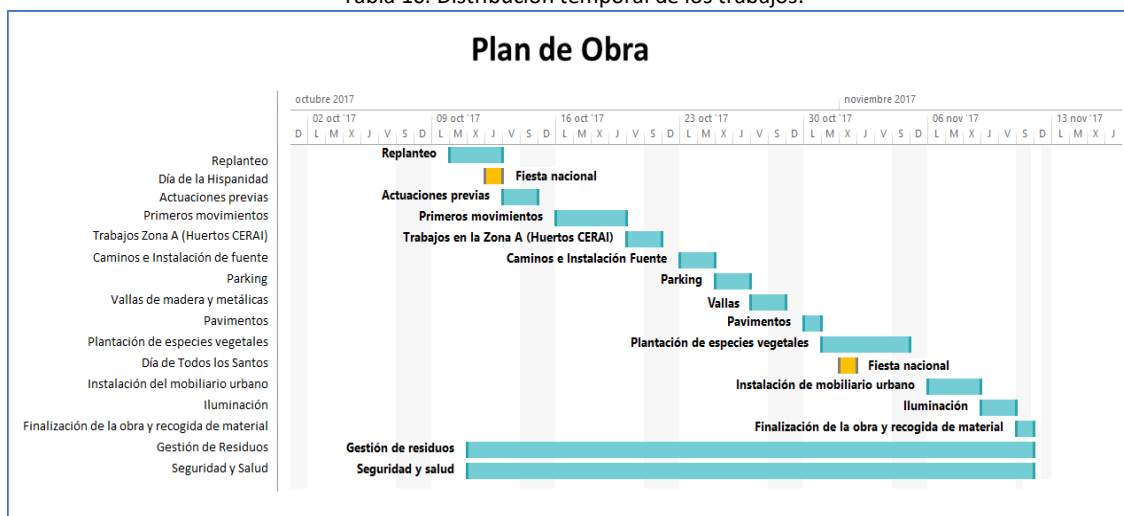 Tabla 16. Distribución temporal de los trabajos.
Plan de Obra
octubre 2017 noviembre 2017
02 oct '17 09 oct '17 16 oct '17 23 oct '17 30 oct '17 06 nov '17 13 nov '17
D L M X J V S D L M X J V S D L M X J V S D L M X J V S D L M X J V S D L M X J V S D L M X J
Replanteo Replanteo
Día de la Hispanidad Fiesta nacional
Actuaciones previas Actuaciones previas
Primeros movimientos Primeros movimientos
Trabajos Zona A (Huertos CERAI) Trabajos en la Zona A (Huertos CERAI)
Caminos e Instalación de fuente Caminos e Instalación Fuente
Parking Parking
Vallas de madera y metálicas Vallas
Pavimentos Pavimentos
Plantación de especies vegetales Plantación de especies vegetales
Día de Todos los Santos Fiesta nacional
Instalación del mobiliario urbano Instalación de mobiliario urbano
Iluminación Iluminación
Finalización de la obra y recogida de material Finalización de la obra y recogida de material
Gestión de Residuos Gestión de residuos
Seguridad y Salud Seguridad y salud